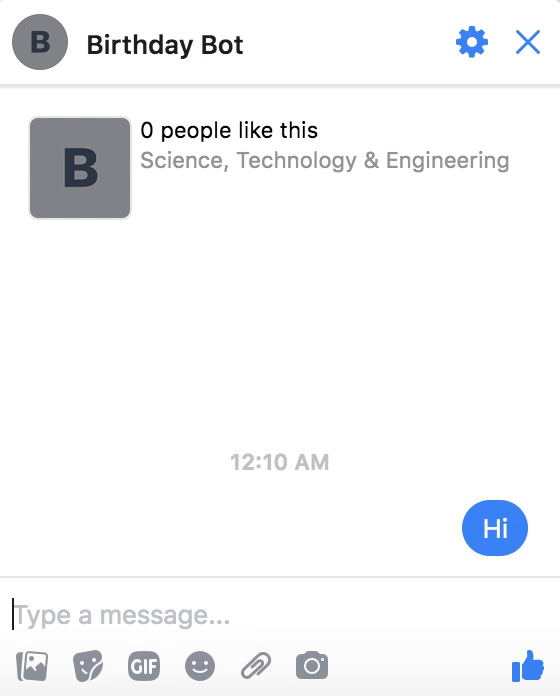 B
Birthday Bot
B
0 people like this
Science, Technology & Engineering
12:10 AM
Hi
Type a message...
GIF